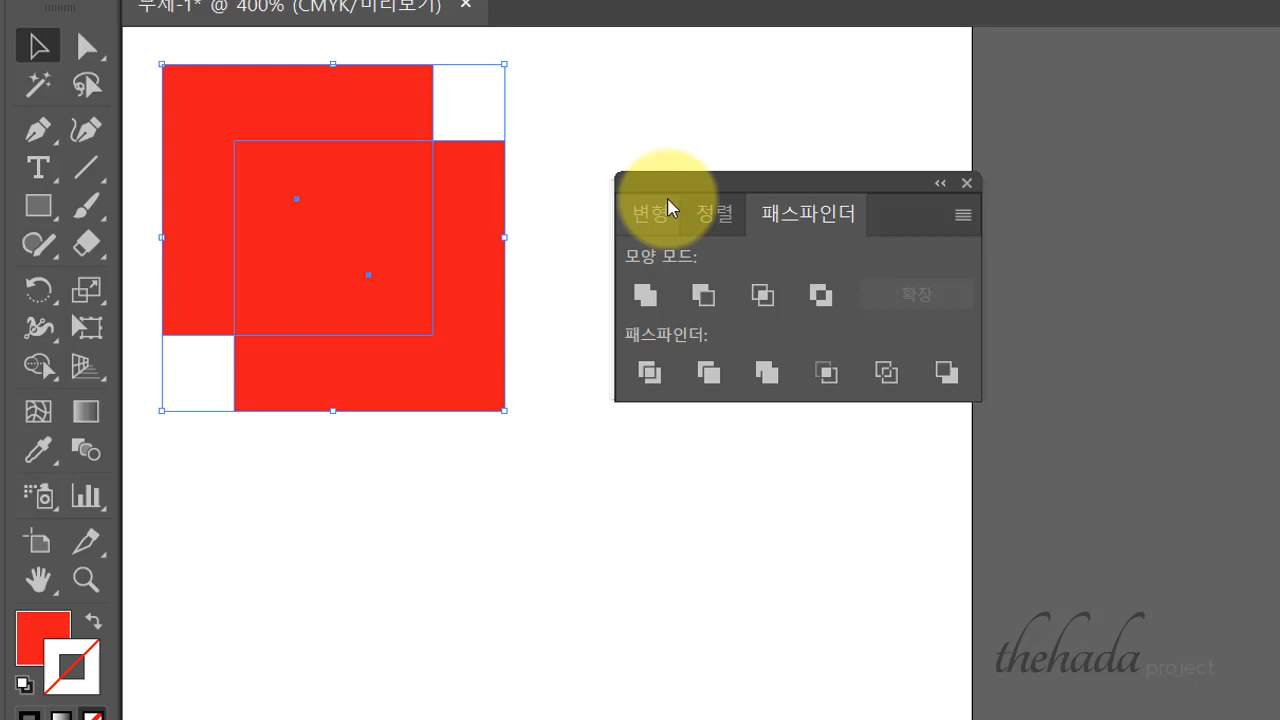 무제-1* @ 400% (CMYK/미리보기) ×
변형 정렬 패스파인더
모양 모드:
확장
패스파인더:
thehada project